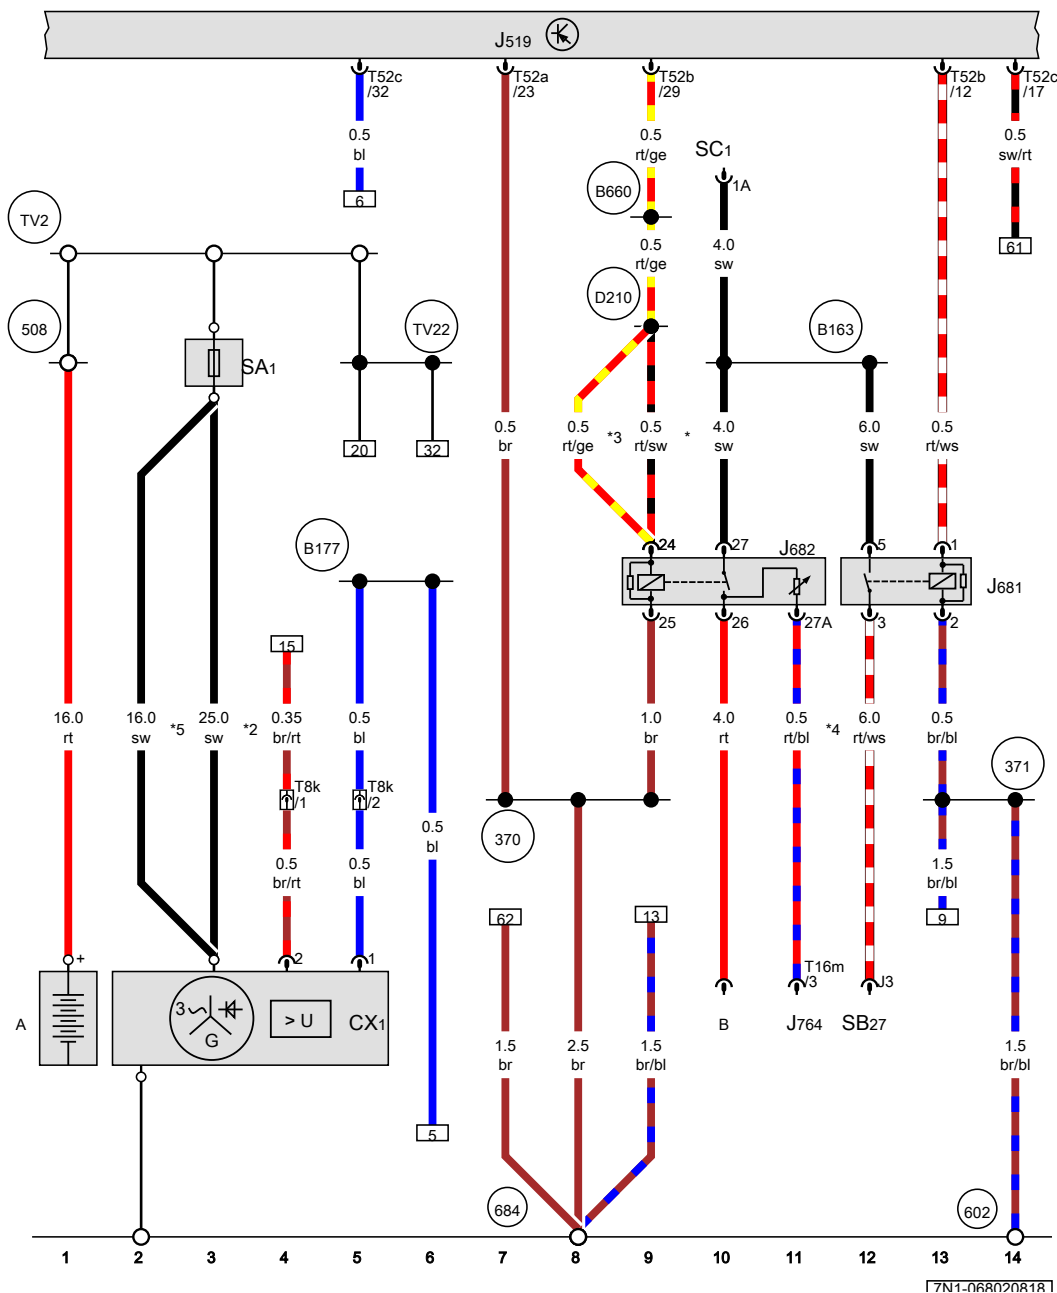 J519
T52c
/32
T52a
/23
T52b
/29
T52b
/12
T52c
/17
0.5
bl
0.5
rt/ge
SC1
1A
0.5
sw/rt
6
B660
TV2
0.5
rt/ge
4.0
sw
61
D210
508
TV22
B163
SA1
0.5
br
0.5
rt/ge
*3
0.5
rt/sw
*
4.0
sw
6.0
sw
0.5
rt/ws
20
32
B177
24
27
J682
5
1
J681
25
26
27A
3
2
15
16.0
rt
16.0
sw
*5
25.0
sw
*2
0.35
br/rt
0.5
bl
1.0
br
4.0
rt
0.5
rt/bl
*4
6.0
rt/ws
0.5
br/bl
371
T8k
/1
T8k
/2
0.5
bl
370
0.5
br/rt
0.5
bl
1.5
br/bl
62
13
9
+
2
1
T16m
/3
J3
A
3
G
> U
CX1
B
J764
SB27
1.5
br
2.5
br
1.5
br/bl
1.5
br/bl
5
684
602
1 2 3 4 5 6 7 8 9 10 11 12 13 14
7N1-068020818